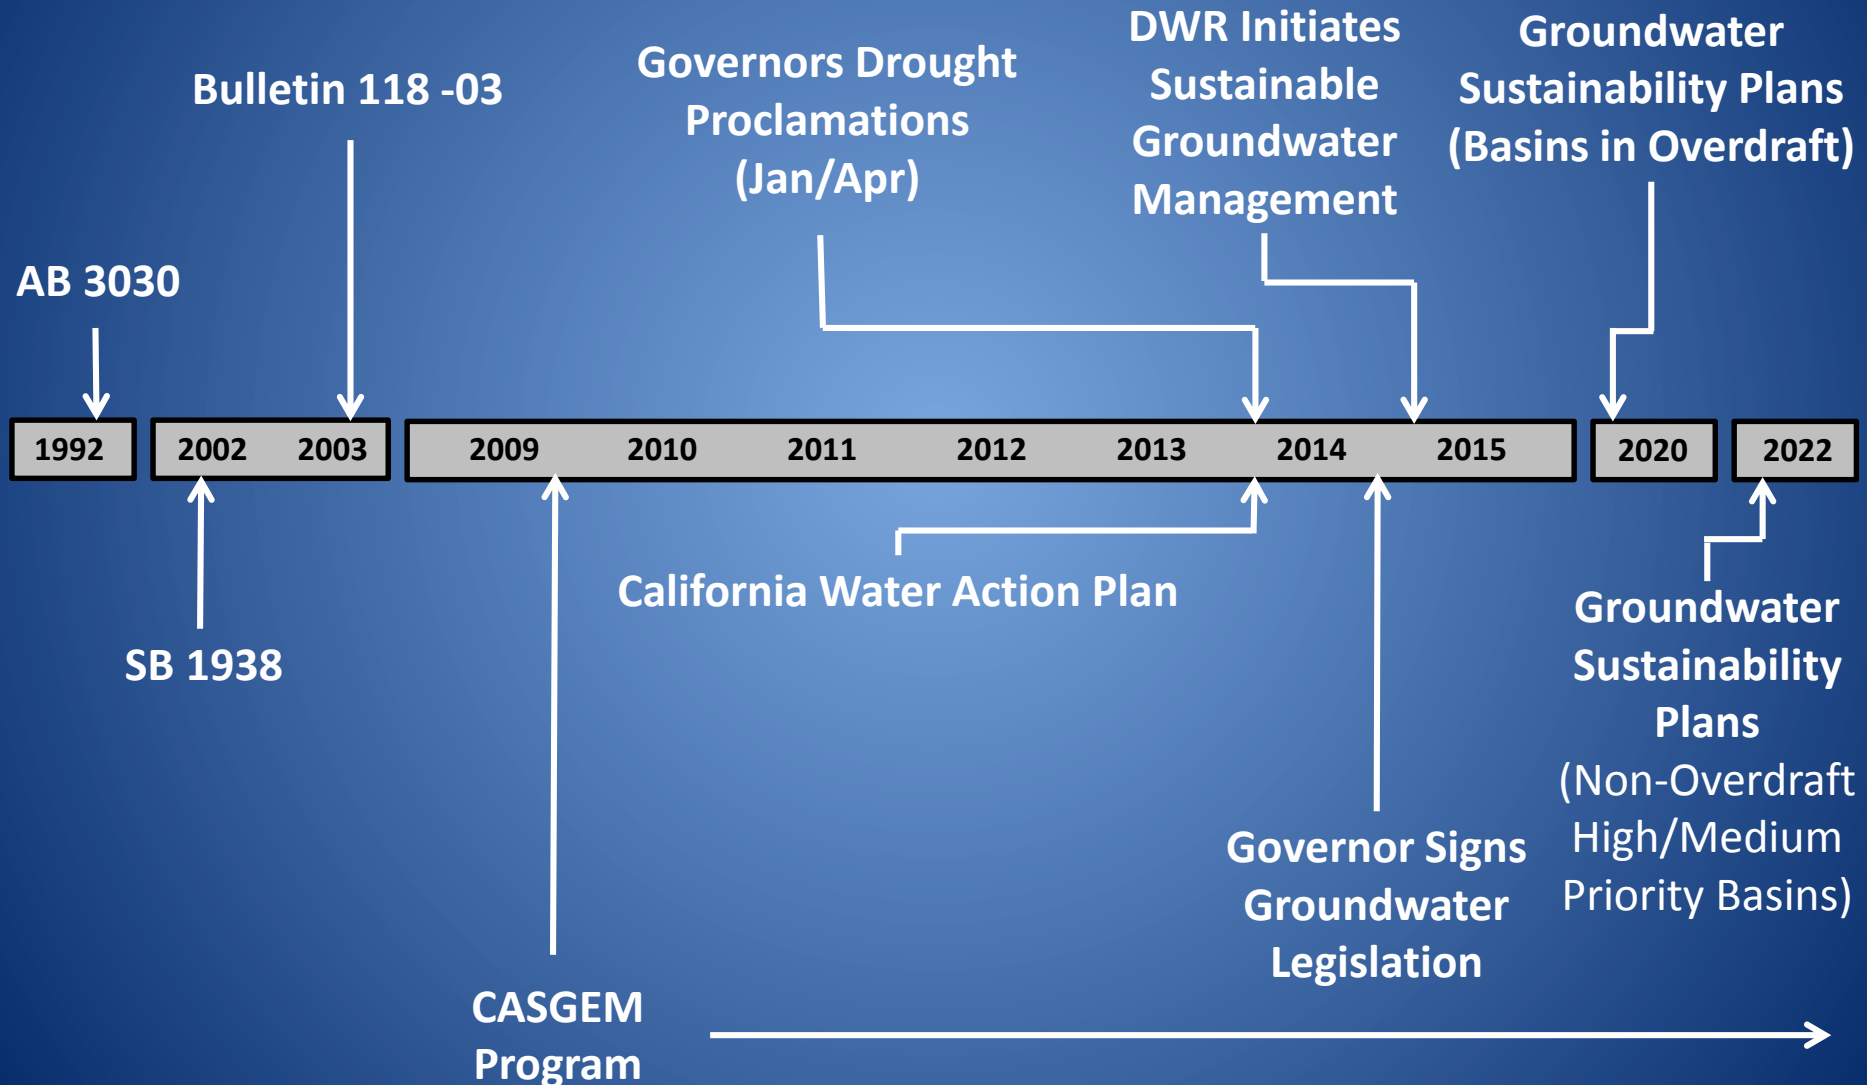 DWR Initiates
Sustainable
Groundwater
Management
Groundwater
Sustainability Plans
(Basins in Overdraft)
Governors Drought
Proclamations
(Jan/Apr)
Bulletin 118 -03
AB 3030
1992
2002
2003
2009
2010
2011
2012
2013
2014
2015
2020
2022
SB 1938
California Water Action Plan
Groundwater
Sustainability
Plans
(Non-Overdraft
High/Medium
Priority Basins)
Governor Signs
Groundwater
Legislation
CASGEM
Program